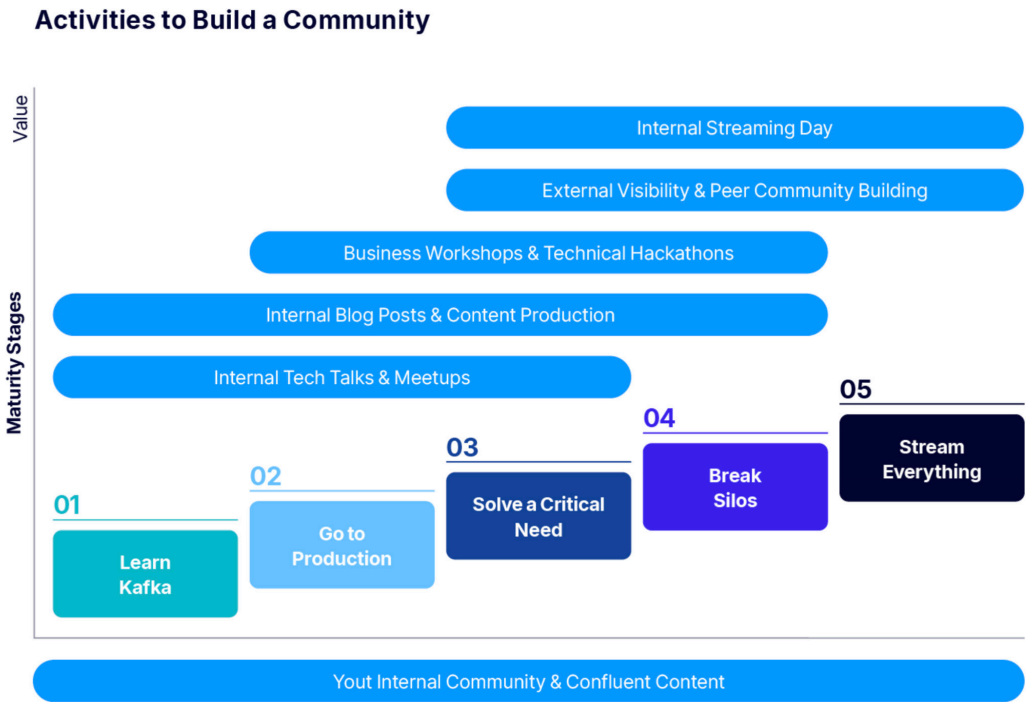 Activities to Build a Community
Value
Maturity Stages
Internal Streaming Day
External Visibility & Peer Community Building
Business Workshops & Technical Hackathons
Internal Blog Posts & Content Production
Internal Tech Talks & Meetups
01
Learn
Kafka
02
Go to
Production
03
Solve a Critical
Need
04
Break
Silos
05
Stream
Everything
Yout Internal Community & Confluent Content